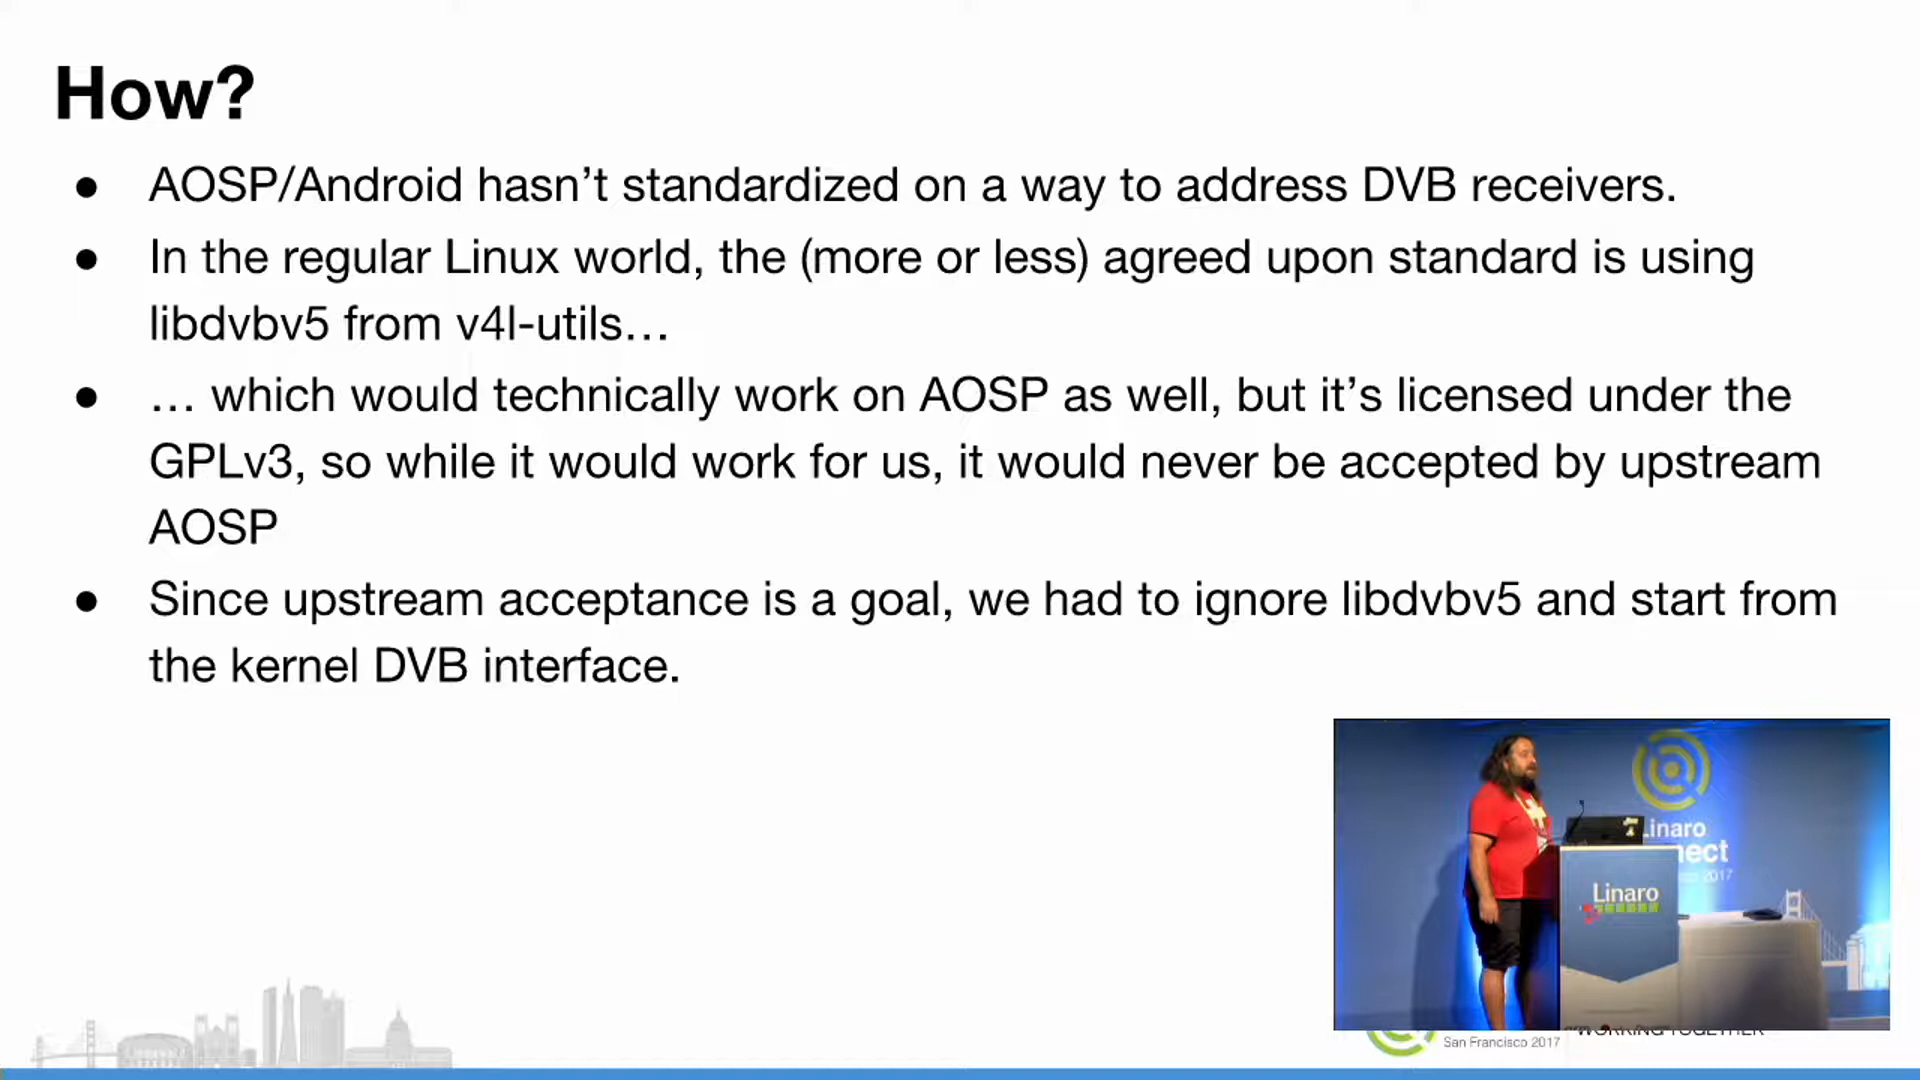 How?
● AOSP/Android hasn’t standardized on a way to address DVB receivers.
● In the regular Linux world, the (more or less) agreed upon standard is using
libdvbv5 from v4l-utils…
● … which would technically work on AOSP as well, but it’s licensed under the
GPLv3, so while it would work for us, it would never be accepted by upstream
AOSP
● Since upstream acceptance is a goal, we had to ignore libdvbv5 and start from
the kernel DVB interface.
Linaro
nect
2017
Linaro
WORKING TOGETHER
San Francisco 2017